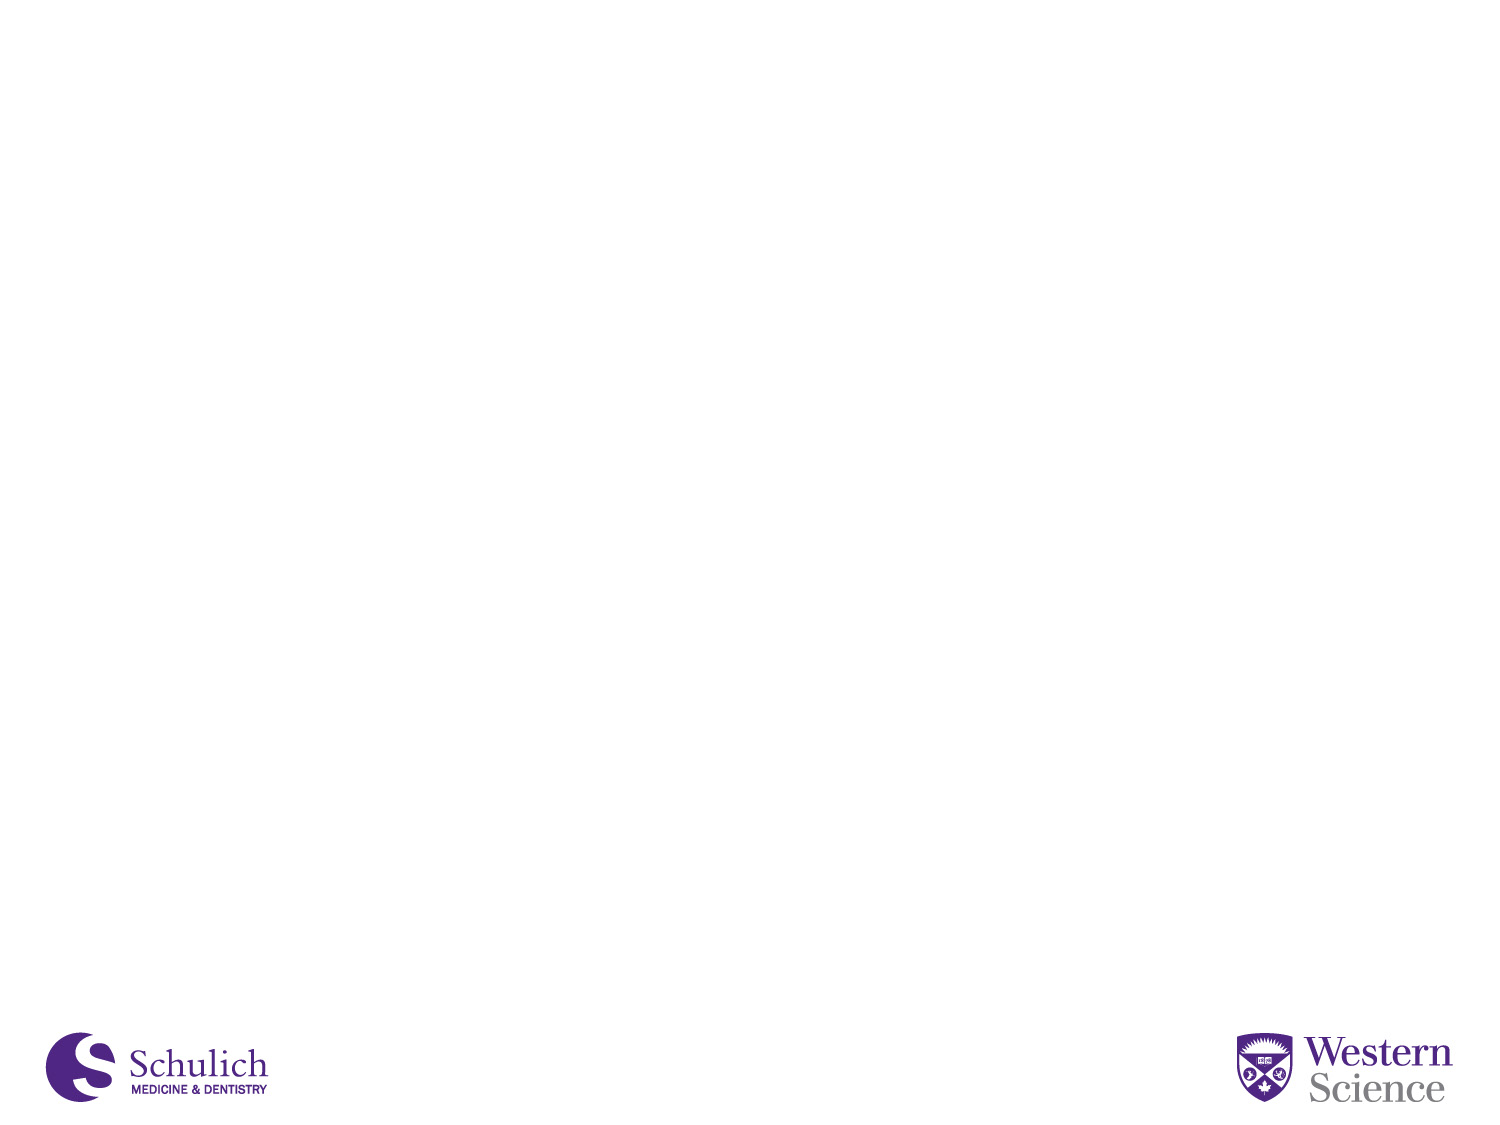 Schulich
MEDICINE & DENTISTRY
Western
Science